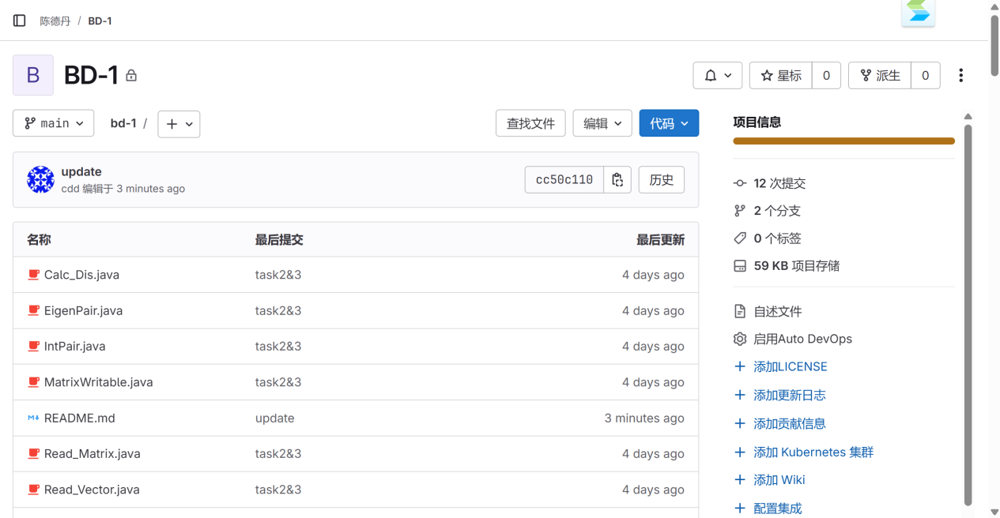 陈德丹 / BD-1
B BD-1
星标 0 派生 0
main bd-1 / 查找文件 编辑 代码
update
cdd 编辑于 3 minutes ago
cc50c110 历史
名称 最后提交 最后更新
Calc_Dis.java task2&3 4 days ago
EigenPair.java task2&3 4 days ago
IntPair.java task2&3 4 days ago
MatrixWritable.java task2&3 4 days ago
README.md update 3 minutes ago
Read_Matrix.java task2&3 4 days ago
Read_Vector.java task2&3 4 days ago
项目信息
12 次提交
2 个分支
0 个标签
59 KB 项目存储
自述文件
启用Auto DevOps
添加LICENSE
添加更新日志
添加贡献信息
添加 Kubernetes 集群
添加 Wiki
配置集成